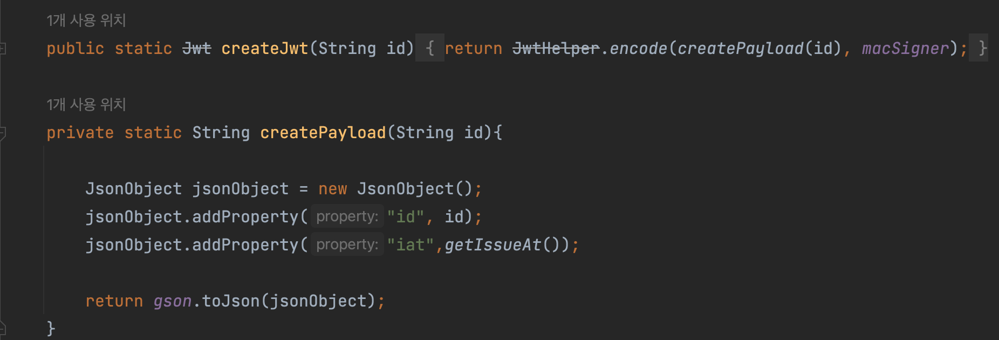 1개 사용 위치
public static Jwt createJwt(String id) { return JwtHelper.encode(createPayload(id), macSigner); }
1개 사용 위치
private static String createPayload(String id){
JsonObject jsonObject = new JsonObject();
jsonObject.addProperty( property: "id", id);
jsonObject.addProperty( property: "iat",getIssueAt());
return gson.toJson(jsonObject);
}